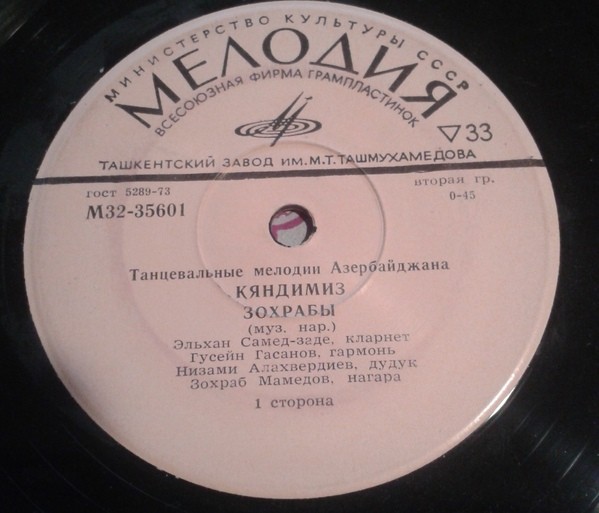 МИНИСТЕРСТВО КУЛЬТУРЫ СССР
МЕЛОДИЯ
ВСЕСОЮЗНАЯ ФИРМА ГРАМПЛАСТИНОК
33
ТАШКЕНТСКИЙ ЗАВОД ИМ. М.Т. ТАШМУХАМЕДОВА
гост 5289-73
вторая гр.
М32-35601
0-45
Танцевальные мелодии Азербайджана
КЯНДИМИЗ
ЗОХРАБЫ
(муз. нар.)
Эльхан Самед-заде, кларнет
Гусейн Гасанов, гармонь
Низами Алахвердиев, дудук
Зохраб Мамедов, нагара
1 сторона